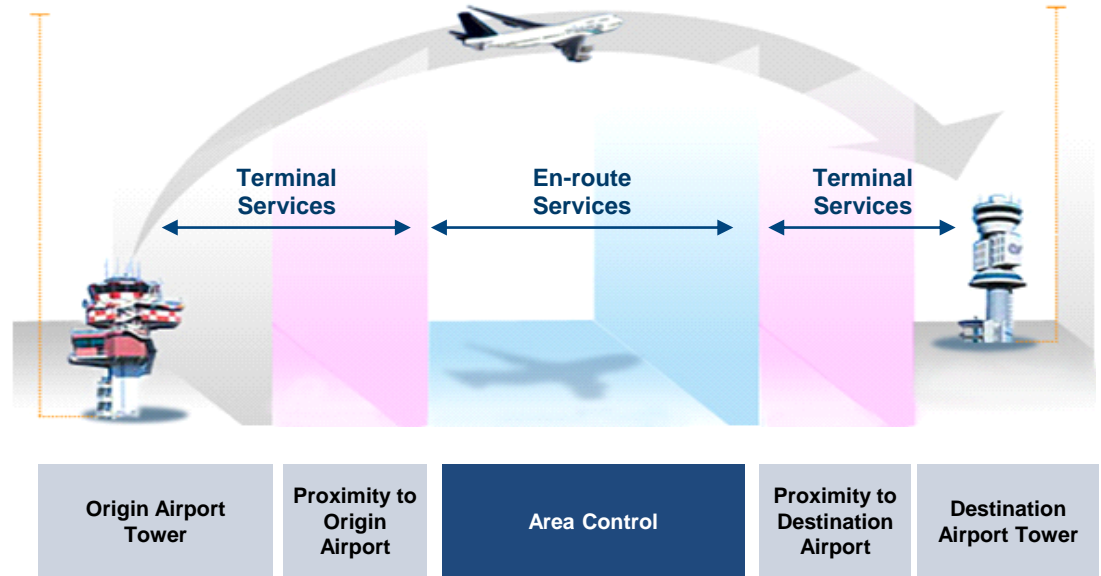 Terminal
Services
En-route
Services
Terminal
Services
Origin Airport
Tower
Proximity to
Origin
Airport
Area Control
Proximity to
Destination
Airport
Destination
Airport Tower